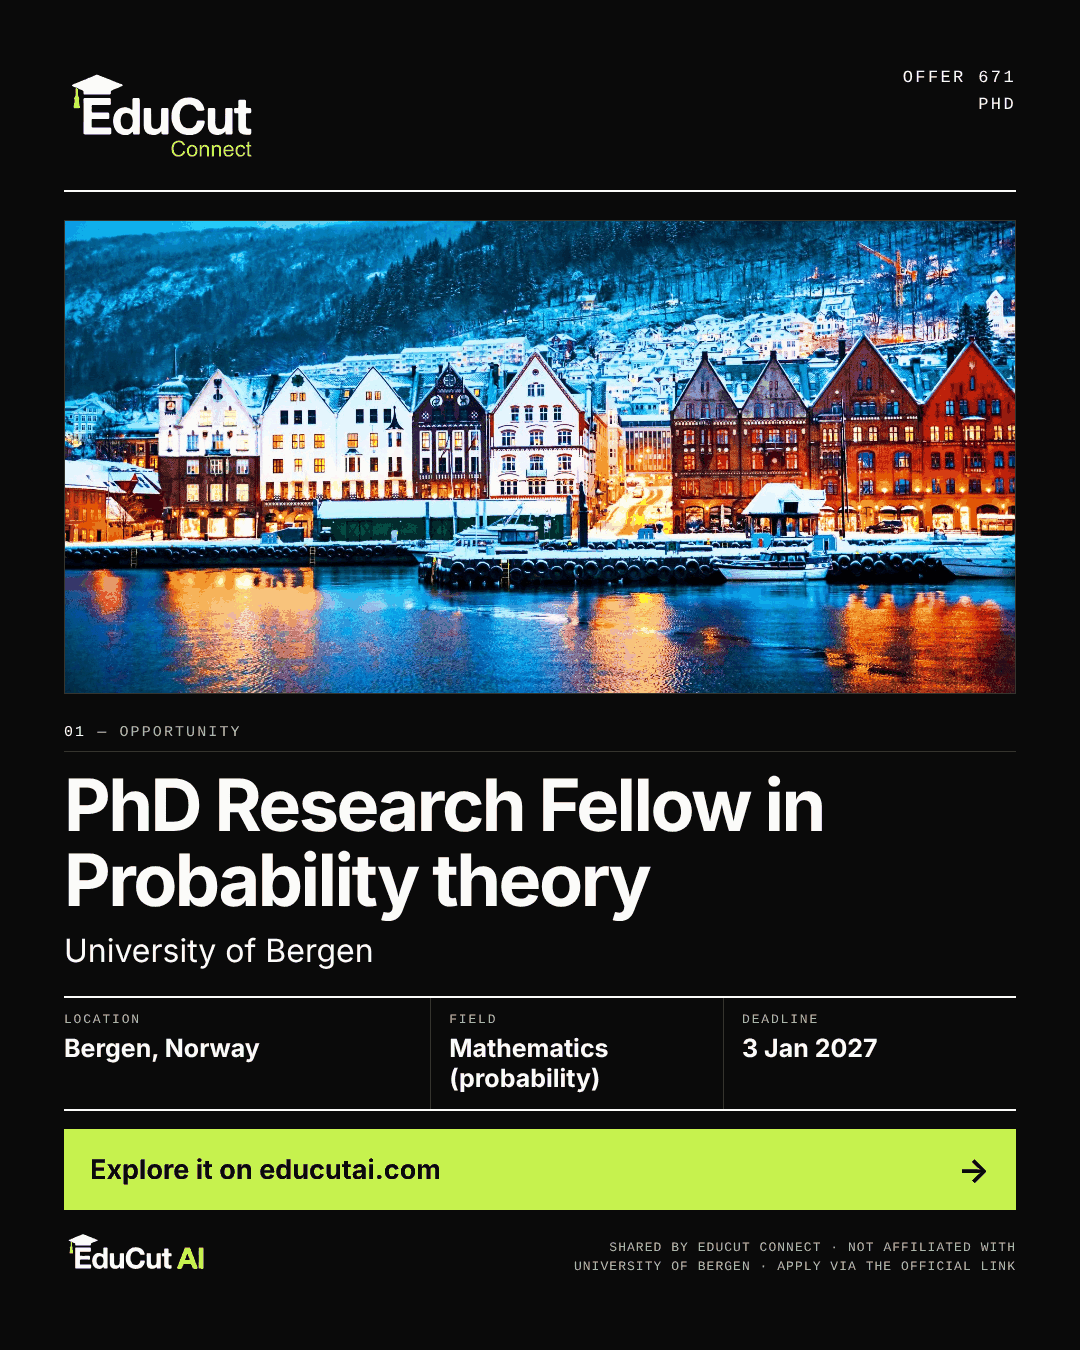 EduCut
Connect
OFFER 671
PHD
01 — OPPORTUNITY
PhD Research Fellow in
Probability theory
University of Bergen
LOCATION
Bergen, Norway
FIELD
Mathematics
(probability)
DEADLINE
3 Jan 2027
Explore it on educutai.com →
EduCut AI
SHARED BY EDUCUT CONNECT · NOT AFFILIATED WITH
UNIVERSITY OF BERGEN · APPLY VIA THE OFFICIAL LINK